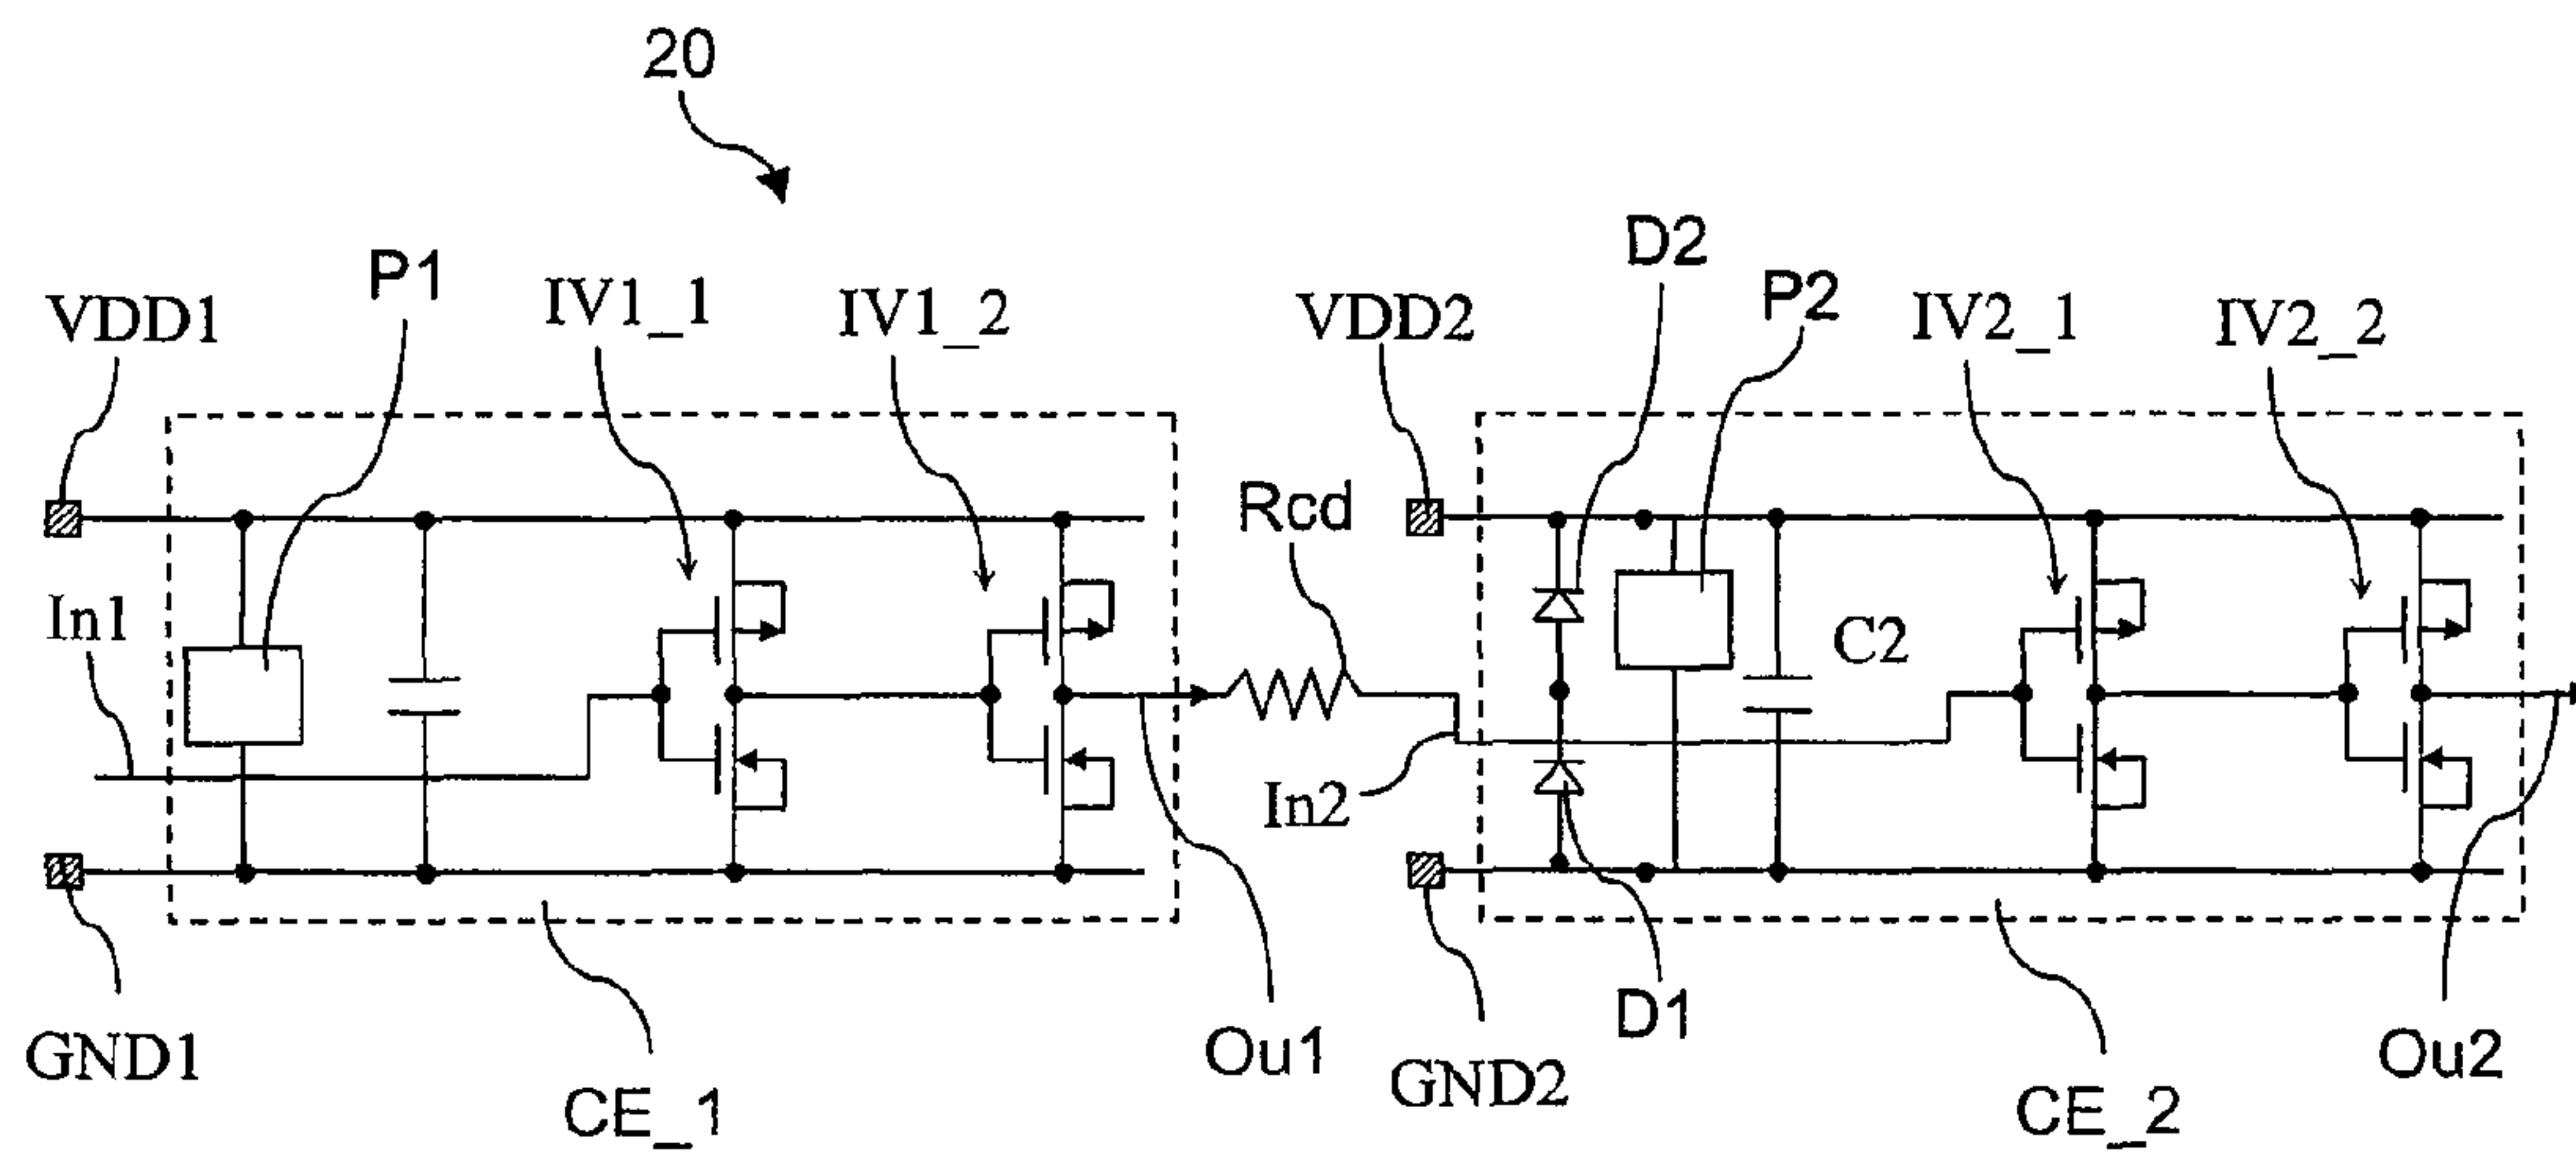 20
P1
IV1_1
IV1_2
VDD1
In1
GND1
CE_1
Rcd
Ou1
D2
P2
VDD2
IV2_1
IV2_2
C2
In2
D1
GND2
CE_2
Ou2